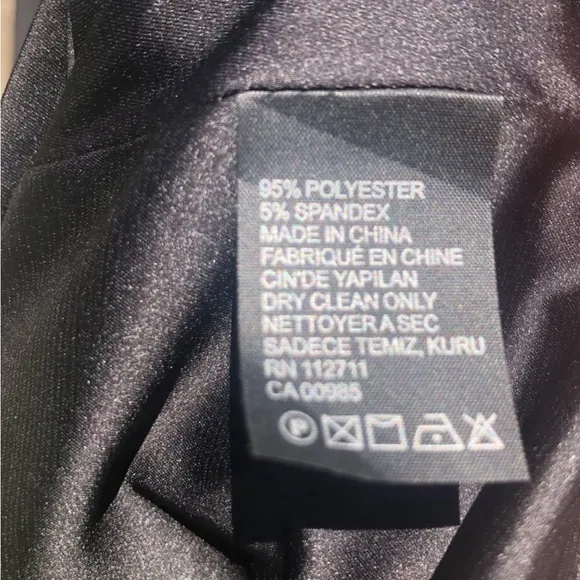 95% POLYESTER
5% SPANDEX
MADE IN CHINA
FABRIQUÉ EN CHINE
CIN'DE YAPILAN
DRY CLEAN ONLY
NETTOYER A SEC
SADECE TEMIZ, KURU
RN 112711
CA 00985
P